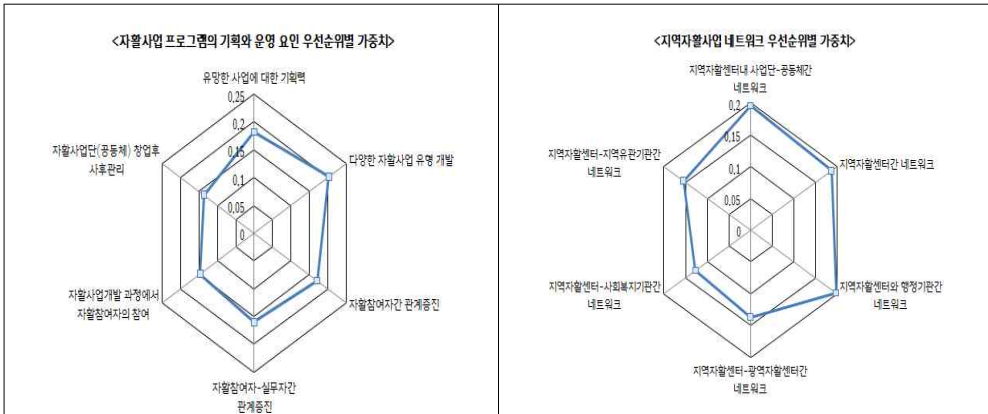 <자활사업 프로그램의 기획와 운영 요인 우선순위별 가중치>
유망한 사업에 대한 기획력
0,25
0,2
0,15
0,1
0,05
0
다양한 자활사업 유형 개발
자활참여자간 관계증진
자활참여자-실무자간
관계증진
자활사업개발 과정에서
자활참여자의 참여
자활사업단(공동체) 창업후
사후관리
<지역자활사업 네트워크 우선순위별 가중치>
지역자활센터내 사업단-공동체간
네트워크
0,2
0,15
0,1
0,05
0
지역자활센터간 네트워크
지역자활센터와 행정기관간
네트워크
지역자활센터-광역자활센터간
네트워크
지역자활센터-사회복지기관간
네트워크
지역자활센터-지역유관기관간
네트워크